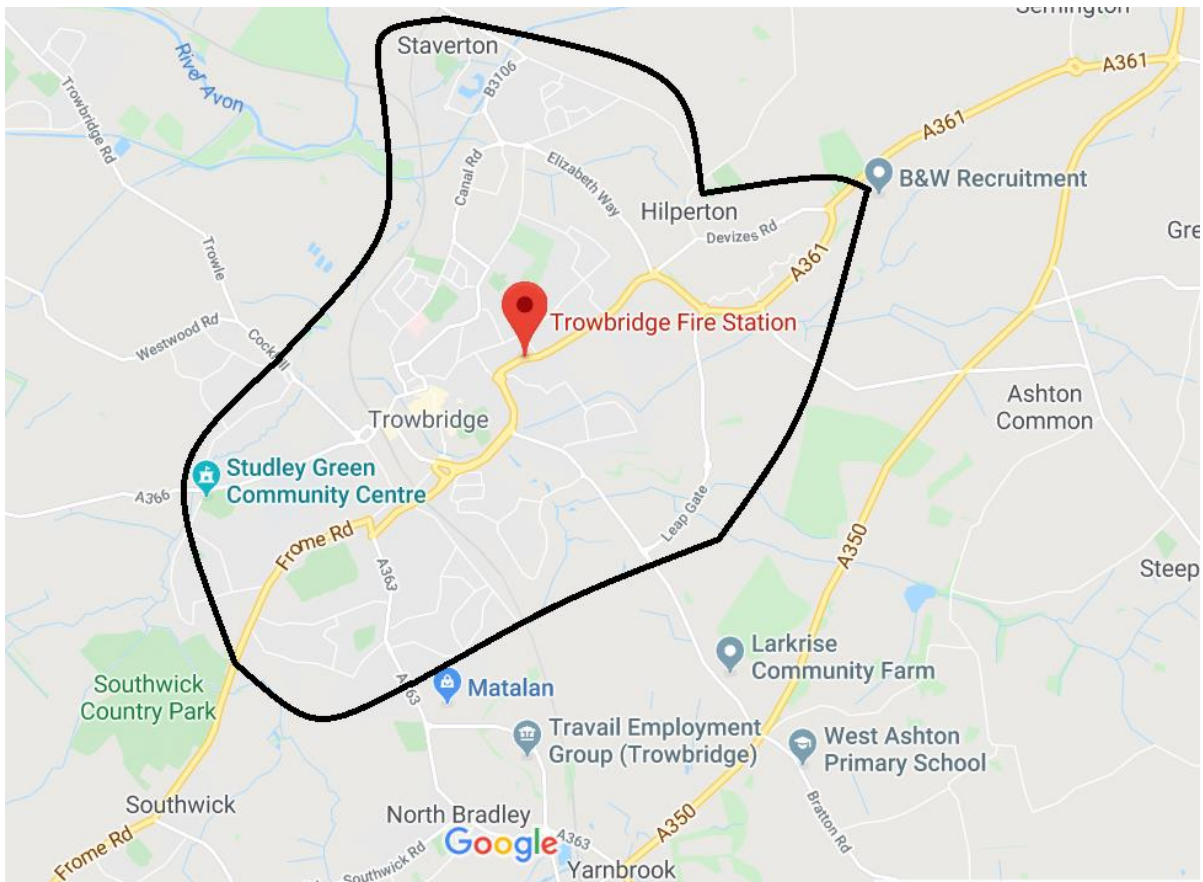 Semington
Staverton
A361
River Avon
B3106
Trowbridge Rd
A361
Elizabeth Way
Canal Rd
B&W Recruitment
Hilperton
Devizes Rd
Gre
Trowle
A361
Trowbridge Fire Station
Westwood Rd
Cockhill
Ashton
Common
Trowbridge
Studley Green
Community Centre
A366
Leap Gate
Frome Rd
A350
A363
Steep
Larkrise
Community Farm
Southwick
Country Park
A363
Matalan
Travail Employment
Group (Trowbridge)
West Ashton
Primary School
Southwick
North Bradley
Bratton Rd
A350
Google
A363
Frome Rd
Southwick Rd
Yarnbrook